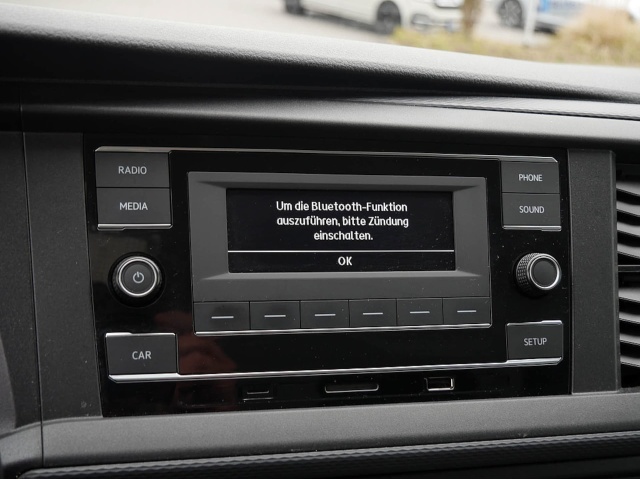 RADIO
MEDIA
CAR
Um die Bluetooth-Funktion
auszuführen, bitte Zündung
einschalten.
OK
PHONE
SOUND
SETUP